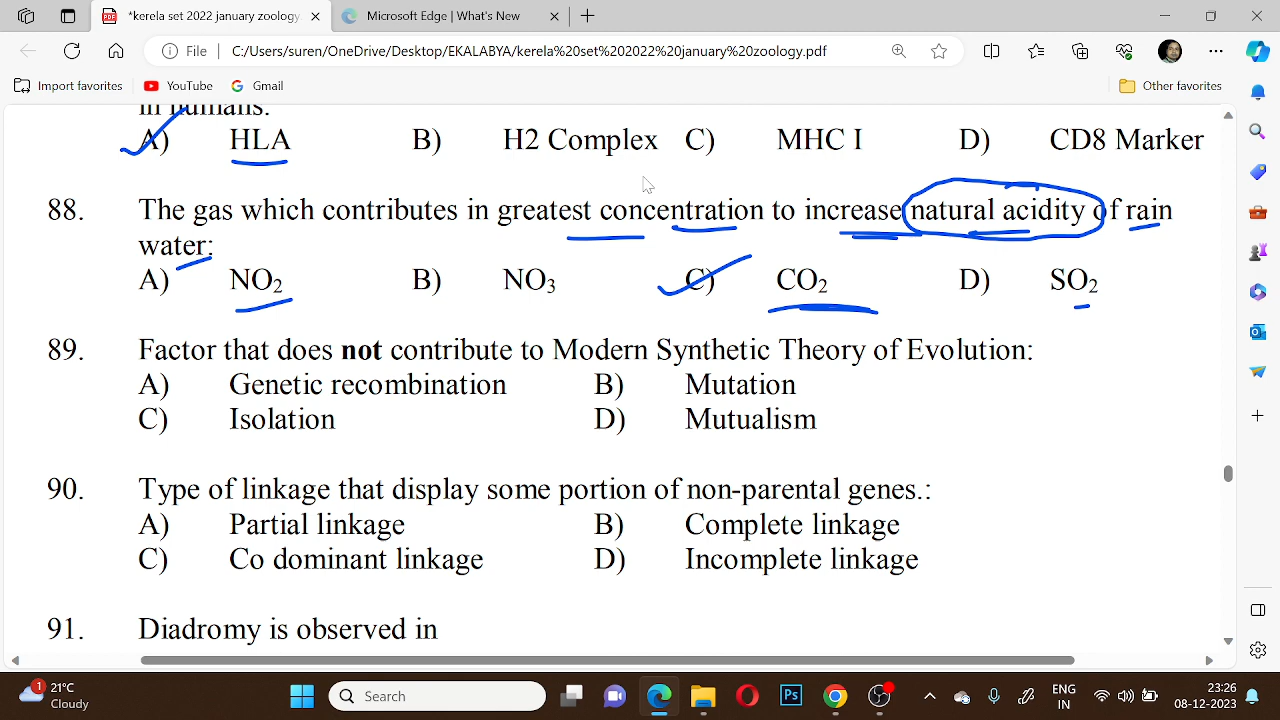 *kerela set 2022 january zoology
Microsoft Edge | What's New
File
C:/Users/suren/OneDrive/Desktop/EKALABYA/kerela%20set%202022%20january%20zoology.pdf
Import favorites
YouTube
Gmail
Other favorites
in humans.
A) HLA B) H2 Complex C) MHC I D) CD8 Marker
88. The gas which contributes in greatest concentration to increase natural acidity of rain
water:
A) NO2 B) NO3 C) CO2 D) SO2
89. Factor that does not contribute to Modern Synthetic Theory of Evolution:
A) Genetic recombination B) Mutation
C) Isolation D) Mutualism
90. Type of linkage that display some portion of non-parental genes.:
A) Partial linkage B) Complete linkage
C) Co dominant linkage D) Incomplete linkage
91. Diadromy is observed in
1
21°C
Cloudy
Search
Ps
ENG
IN
23:26
08-12-2023